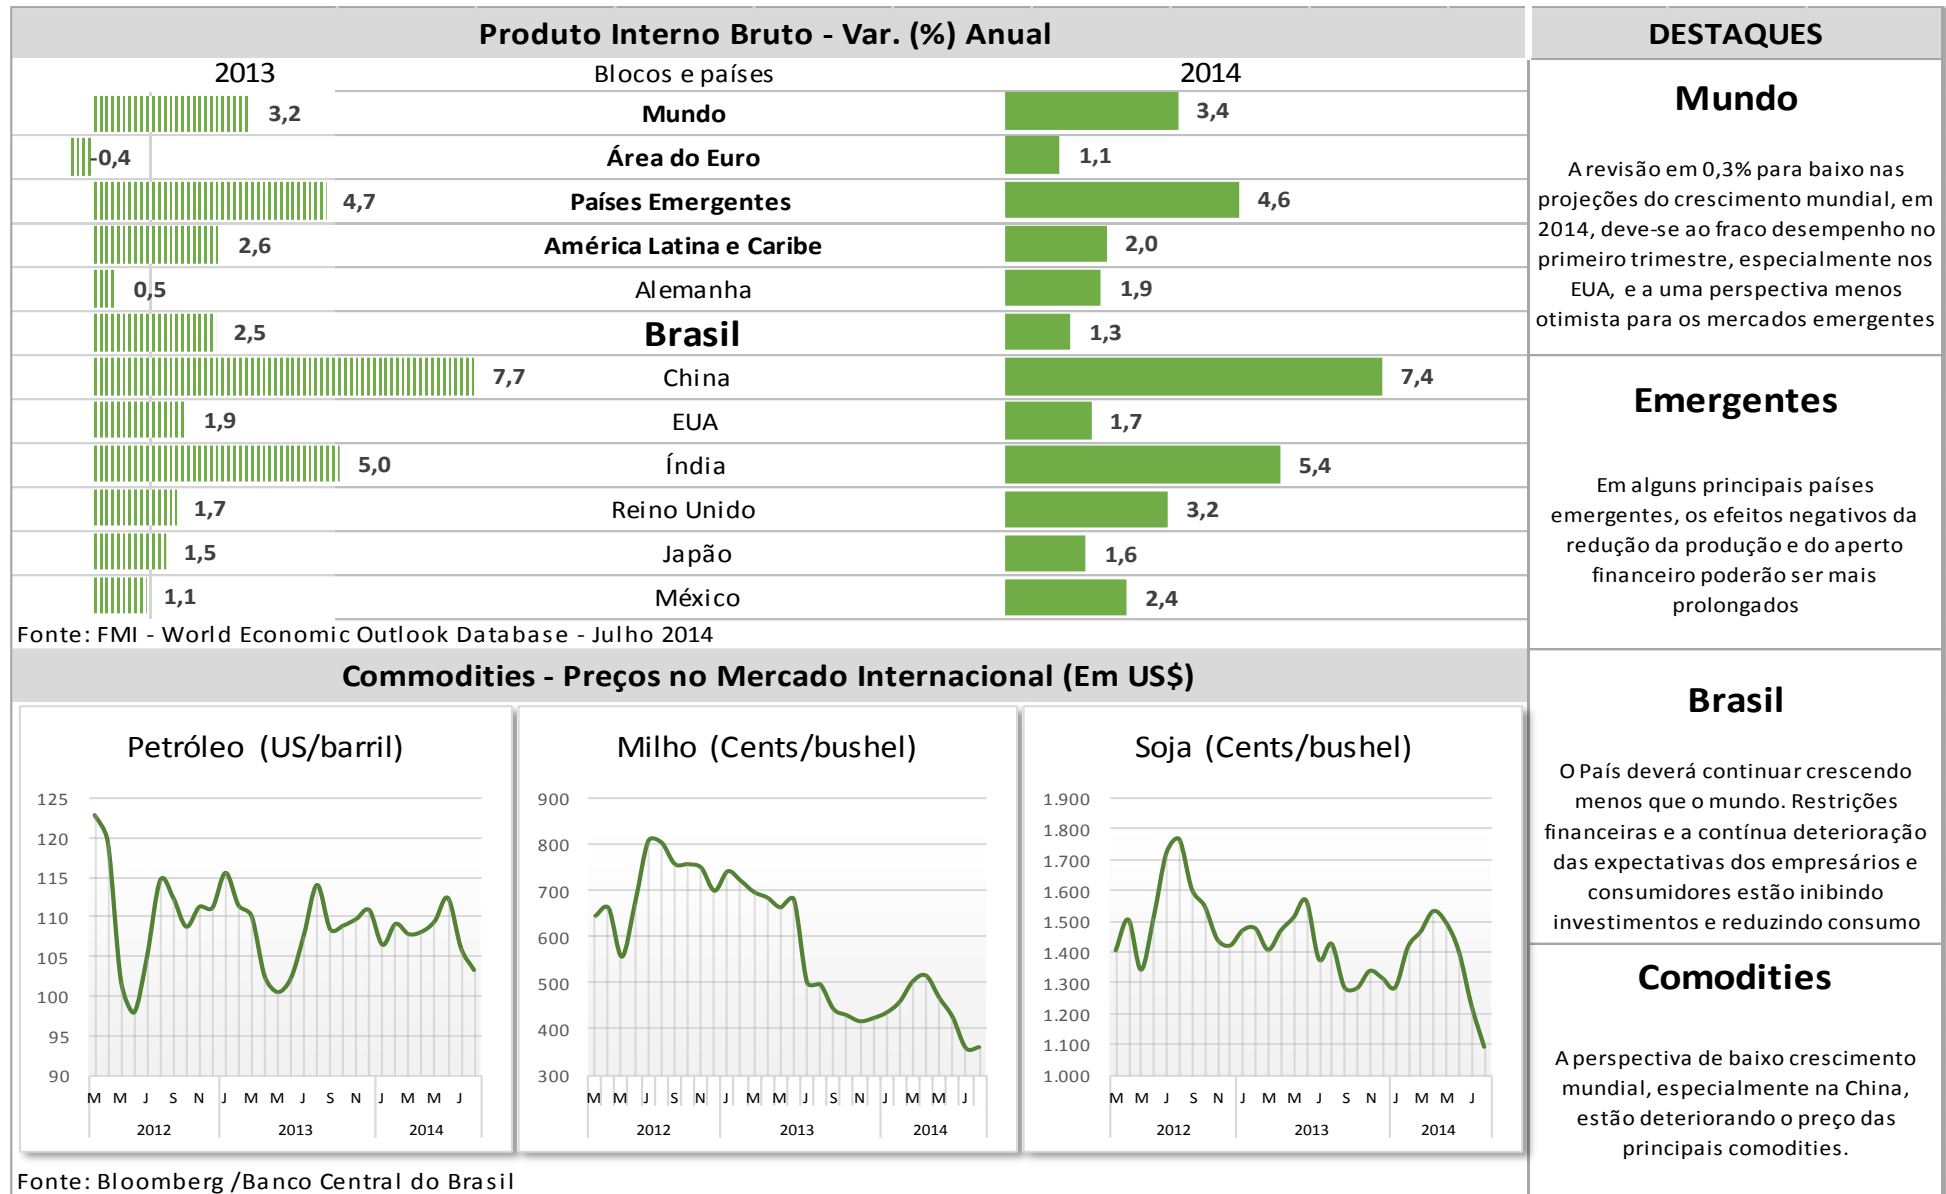 Produto Interno Bruto - Var. (%) Anual
2013 Blocos e países 2014
3,2 Mundo 3,4
-0,4 Área do Euro 1,1
4,7 Países Emergentes 4,6
2,6 América Latina e Caribe 2,0
0,5 Alemanha 1,9
2,5 Brasil 1,3
7,7 China 7,4
1,9 EUA 1,7
5,0 Índia 5,4
1,7 Reino Unido 3,2
1,5 Japão 1,6
1,1 México 2,4
Fonte: FMI - World Economic Outlook Database - Julho 2014
Commodities - Preços no Mercado Internacional (Em US$)
Petróleo (US/barril)
125
120
115
110
105
100
95
90
M M J S N J M M J S N J M M J
2012 2013 2014
Milho (Cents/bushel)
900
800
700
600
500
400
300
M M J S N J M M J S N J M M J
2012 2013 2014
Soja (Cents/bushel)
1.900
1.800
1.700
1.600
1.500
1.400
1.300
1.200
1.100
1.000
M M J S N J M M J S N J M M J
2012 2013 2014
Fonte: Bloomberg /Banco Central do Brasil
DESTAQUES
Mundo
A revisão em 0,3% para baixo nas
projeções do crescimento mundial, em
2014, deve-se ao fraco desempenho no
primeiro trimestre, especialmente nos
EUA, e a uma perspectiva menos
otimista para os mercados emergentes
Emergentes
Em alguns principais países
emergentes, os efeitos negativos da
redução da produção e do aperto
financeiro poderão ser mais
prolongados
Brasil
O País deverá continuar crescendo
menos que o mundo. Restrições
financeiras e a contínua deterioração
das expectativas dos empresários e
consumidores estão inibindo
investimentos e reduzindo consumo
Comodities
A perspectiva de baixo crescimento
mundial, especialmente na China,
estão deteriorando o preço das
principais comodities.